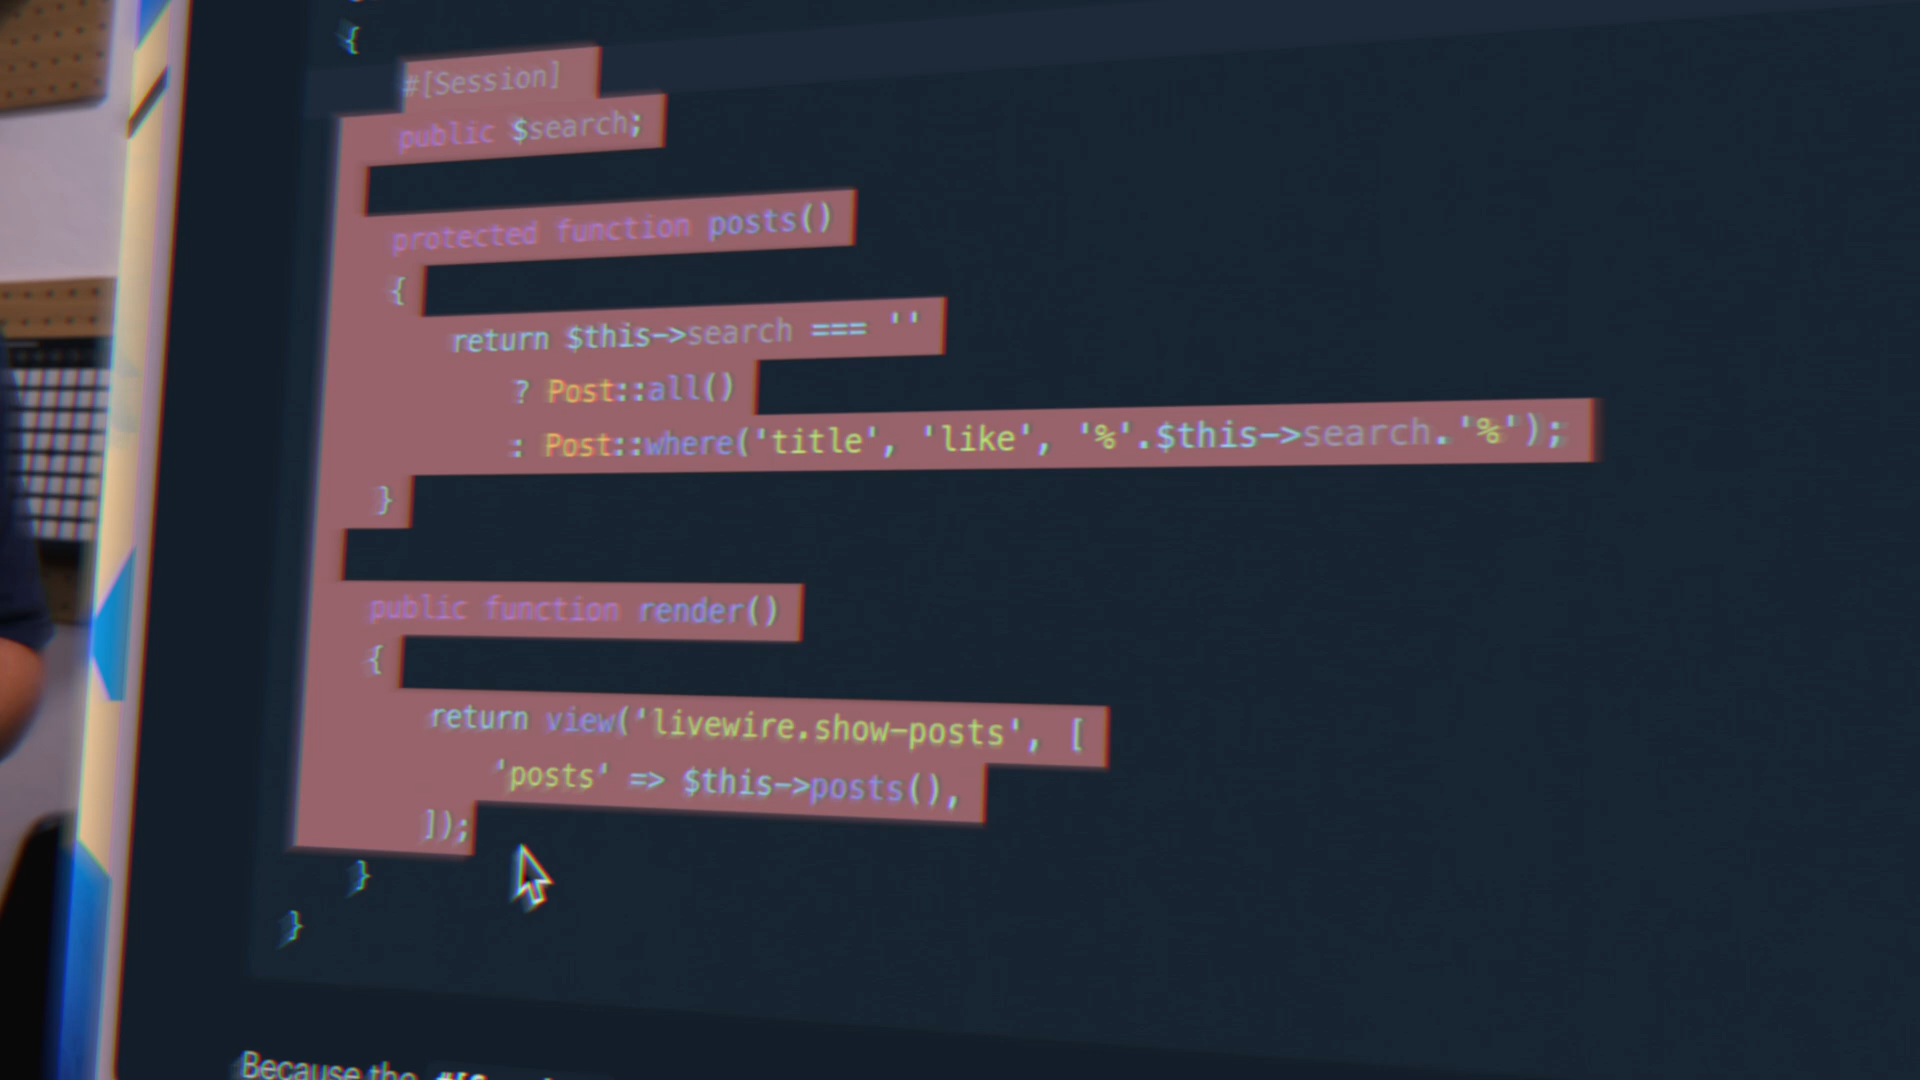 {
#[Session]
public $search;
protected function posts()
{
return $this->search === ''
? Post::all()
: Post::where('title', 'like', '%'.$this->search.'%');
}
public function render()
{
return view('livewire.show-posts', [
'posts' => $this->posts(),
]);
}
}
Because the